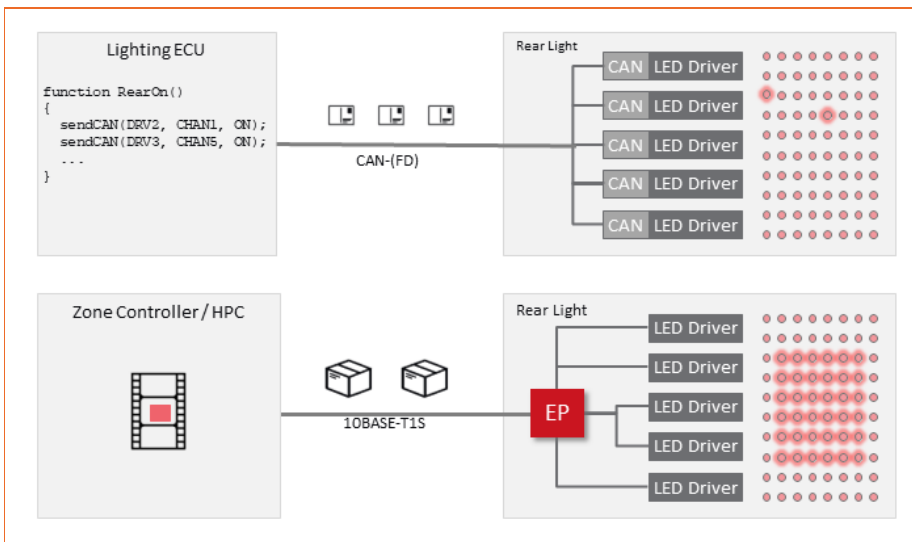 Lighting ECU
function RearOn()
{
sendCAN(DRV2, CHAN1, ON);
sendCAN(DRV3, CHAN5, ON);
...
}
CAN-(FD)
Rear Light
CAN LED Driver
CAN LED Driver
CAN LED Driver
CAN LED Driver
CAN LED Driver
Zone Controller / HPC
10BASE-T1S
Rear Light
EP
LED Driver
LED Driver
LED Driver
LED Driver
LED Driver